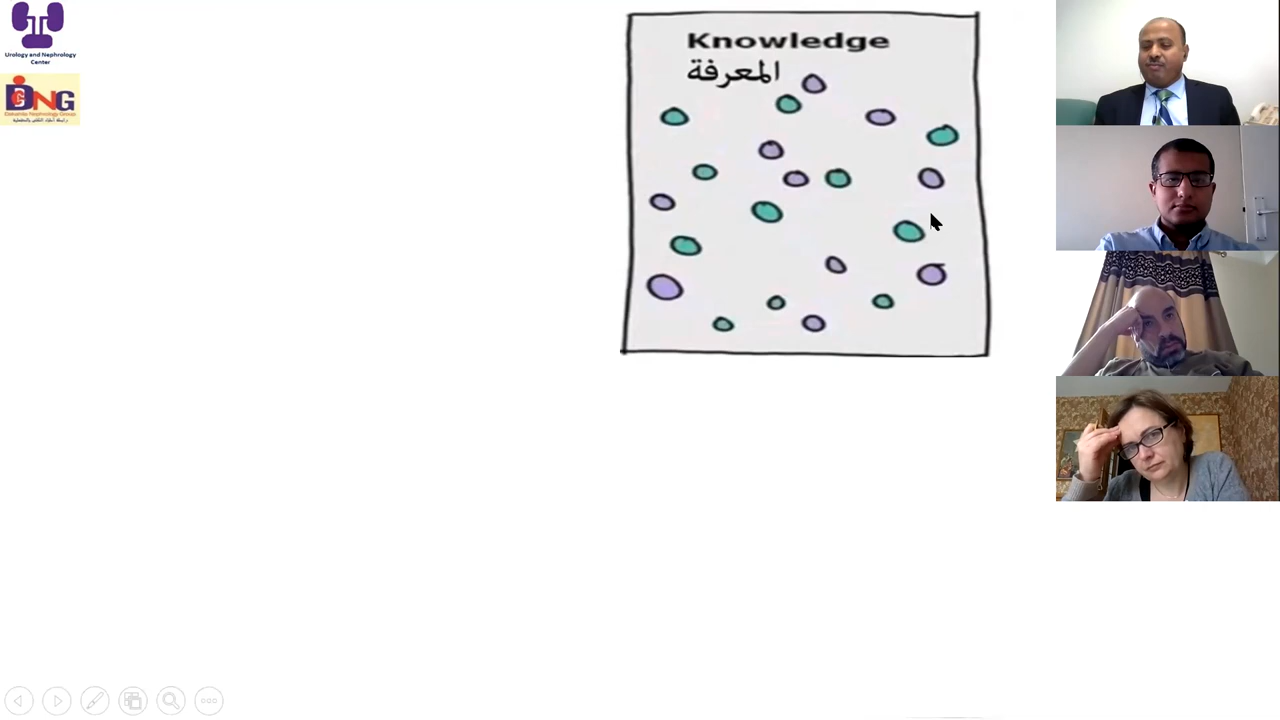 Urology and Nephrology
Center
Knowledge
المعرفة